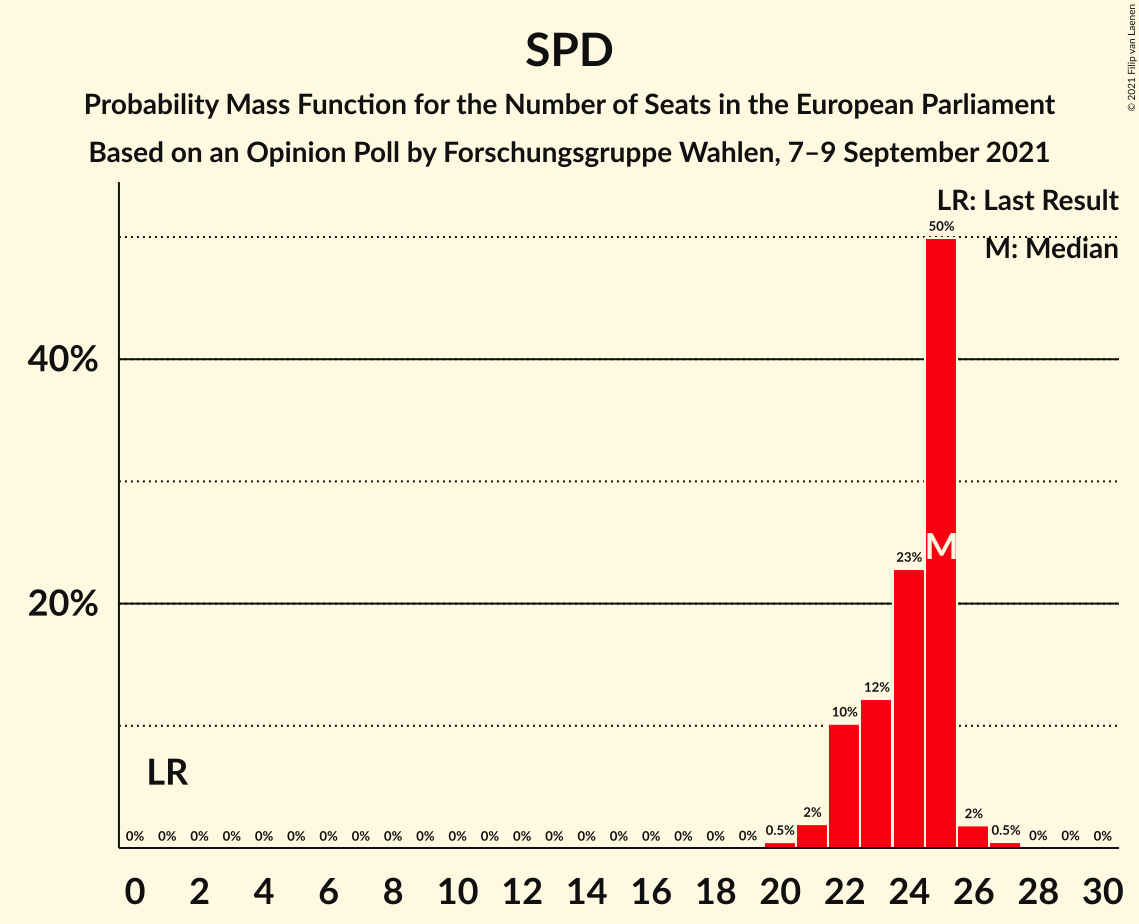 SPD
Probability Mass Function for the Number of Seats in the European Parliament
Based on an Opinion Poll by Forschungsgruppe Wahlen, 7–9 September 2021
© 2021 Filip van Laenen
LR: Last Result
M: Median
50%
40%
M
23%
20%
12%
10%
LR
2%
2%
0% 0% 0% 0% 0% 0% 0% 0% 0% 0% 0% 0% 0% 0% 0% 0% 0% 0% 0% 0% 0.5% 0.5% 0% 0% 0%
0 2 4 6 8 10 12 14 16 18 20 22 24 26 28 30